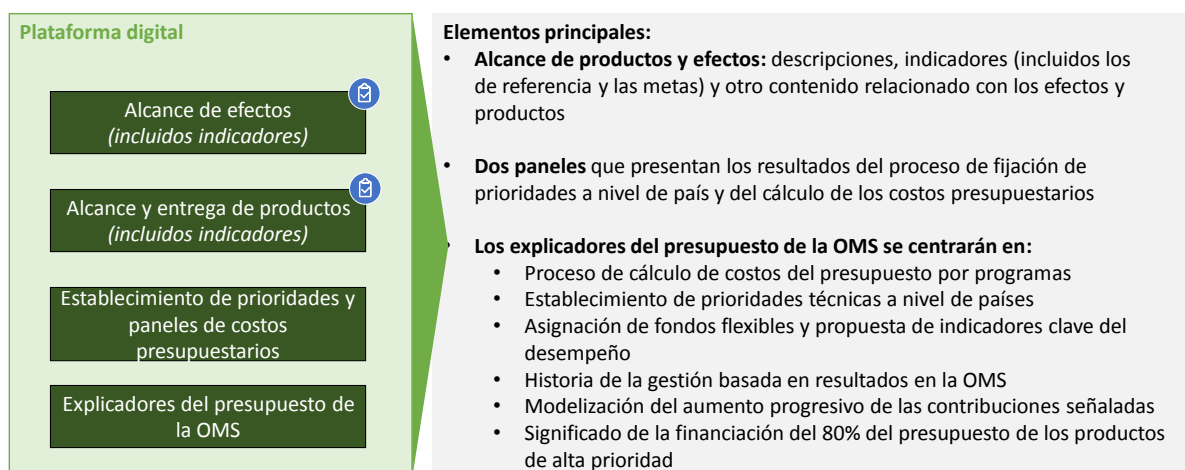 Plataforma digital
Alcance de efectos
(incluidos indicadores)
Alcance y entrega de productos
(incluidos indicadores)
Establecimiento de prioridades y
paneles de costos
presupuestarios
Explicadores del presupuesto de
la OMS
Elementos principales:
• Alcance de productos y efectos: descripciones, indicadores (incluidos los
de referencia y las metas) y otro contenido relacionado con los efectos y
productos
• Dos paneles que presentan los resultados del proceso de fijación de
prioridades a nivel de país y del cálculo de los costos presupuestarios
• Los explicadores del presupuesto de la OMS se centrarán en:
• Proceso de cálculo de costos del presupuesto por programas
• Establecimiento de prioridades técnicas a nivel de países
• Asignación de fondos flexibles y propuesta de indicadores clave del
desempeño
• Historia de la gestión basada en resultados en la OMS
• Modelización del aumento progresivo de las contribuciones señaladas
• Significado de la financiación del 80% del presupuesto de los productos
de alta prioridad